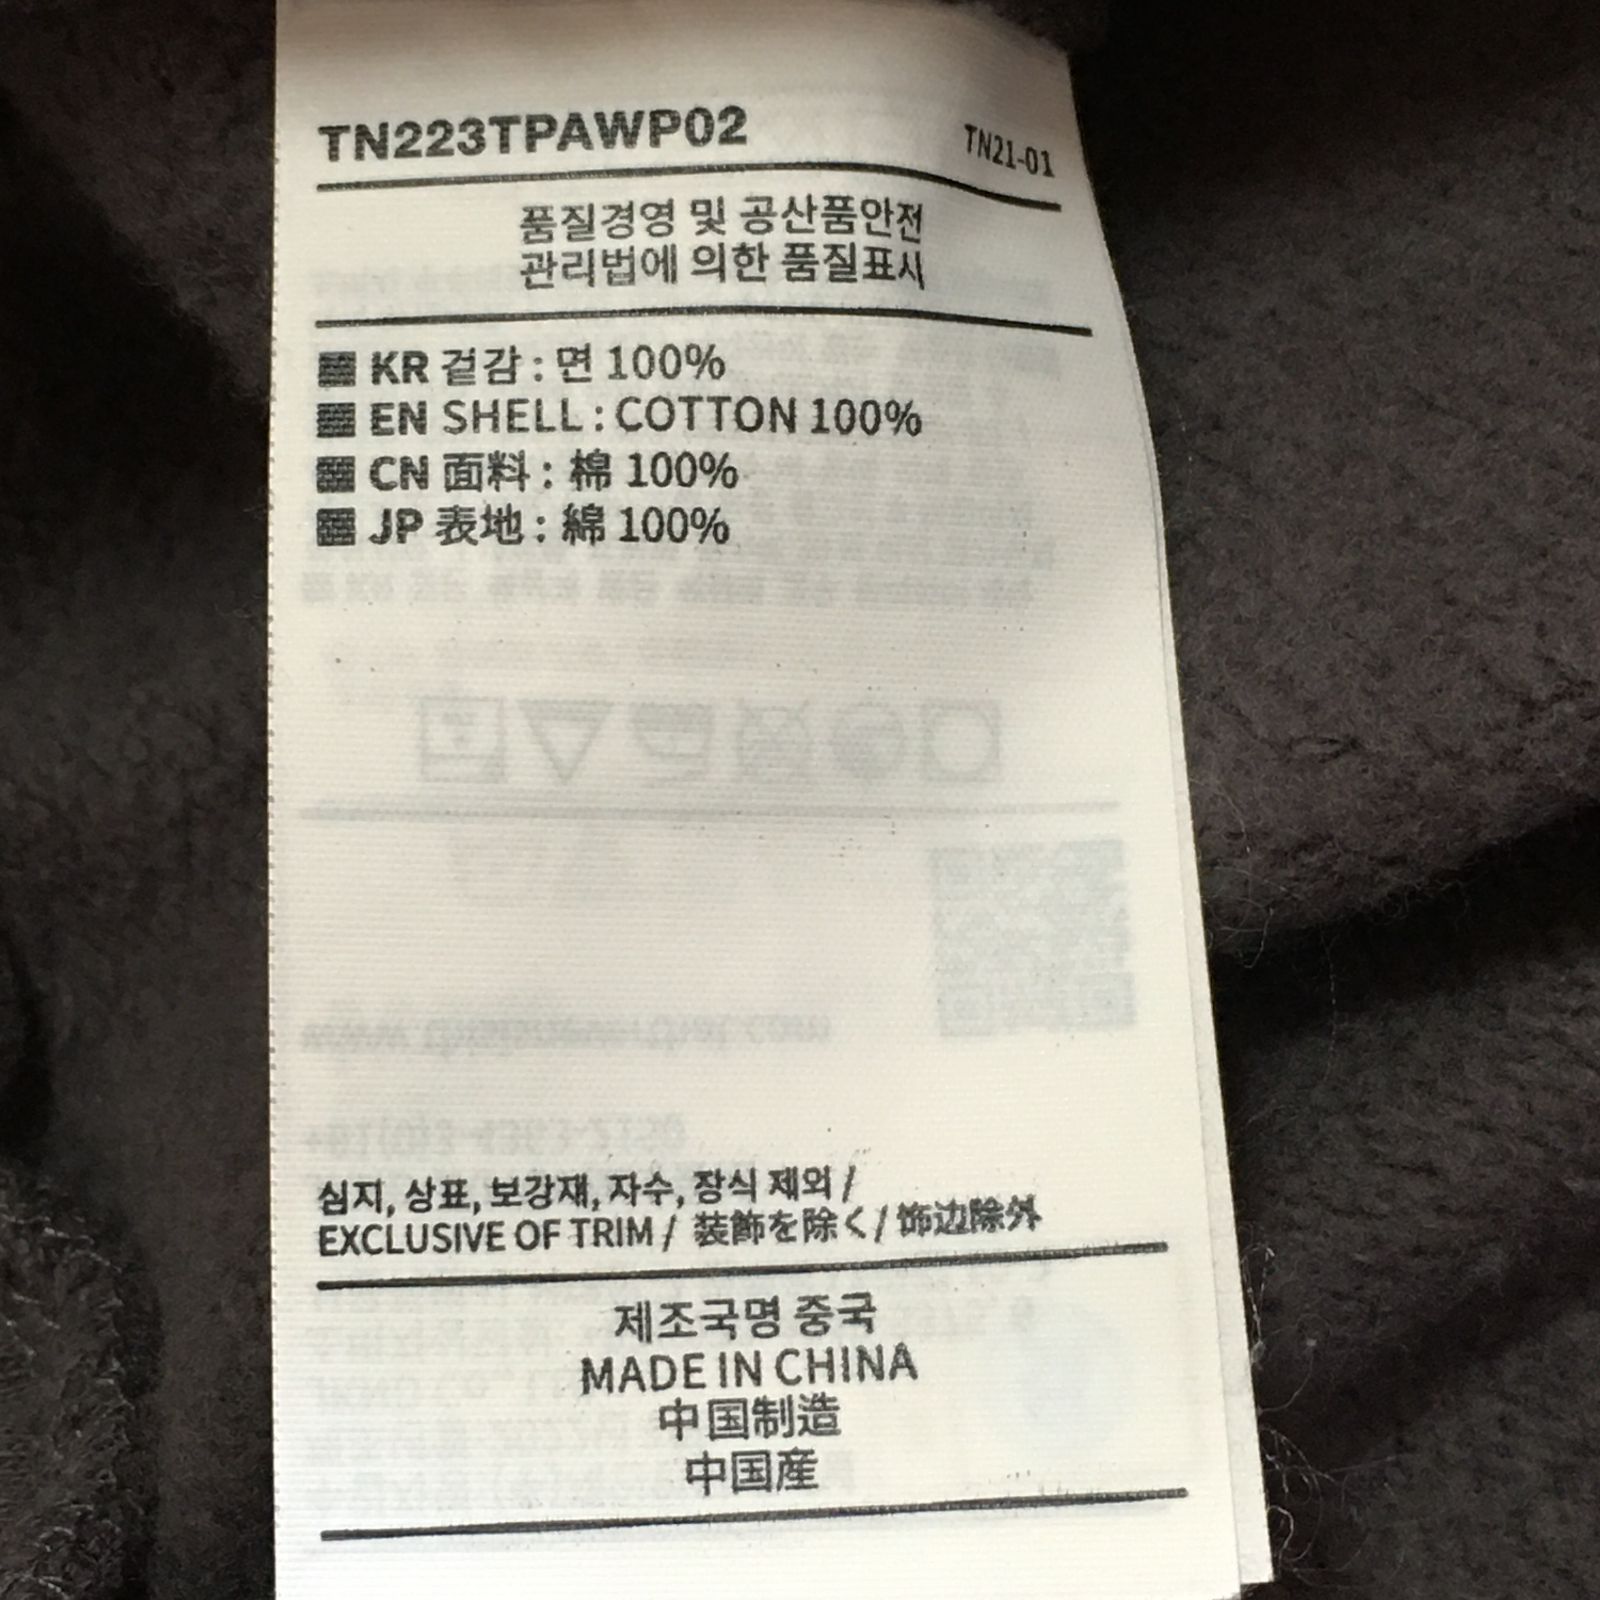 TN223TPAWP02
TN21-01
품질경영 및 공산품안전
관리법에 의한 품질표시
KR 겉감 : 면 100%
EN SHELL : COTTON 100%
CN 面料 : 棉 100%
JP 表地 : 綿 100%
심지, 상표, 보강재, 자수, 장식 제외 /
EXCLUSIVE OF TRIM / 装飾を除く / 饰边除外
제조국명 중국
MADE IN CHINA
中国制造
中国産